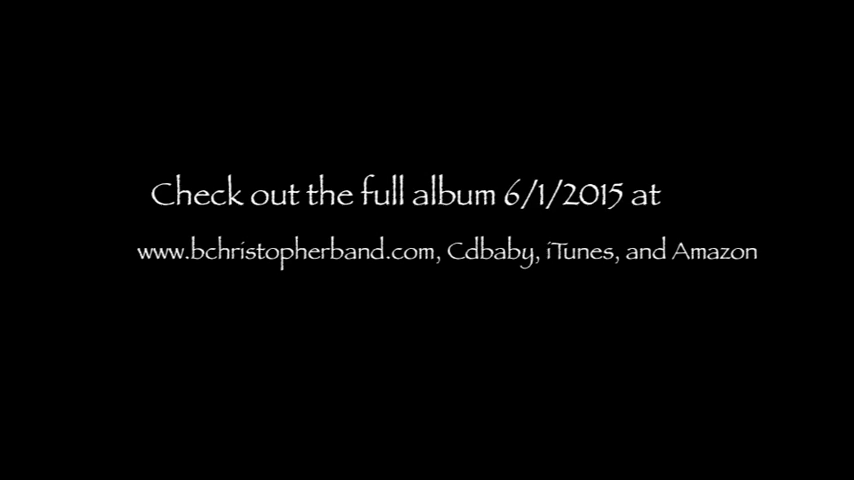 Check out the full album 6/1/2015 at
www.bchristopherband.com, Cdbaby, iTunes, and Amazon